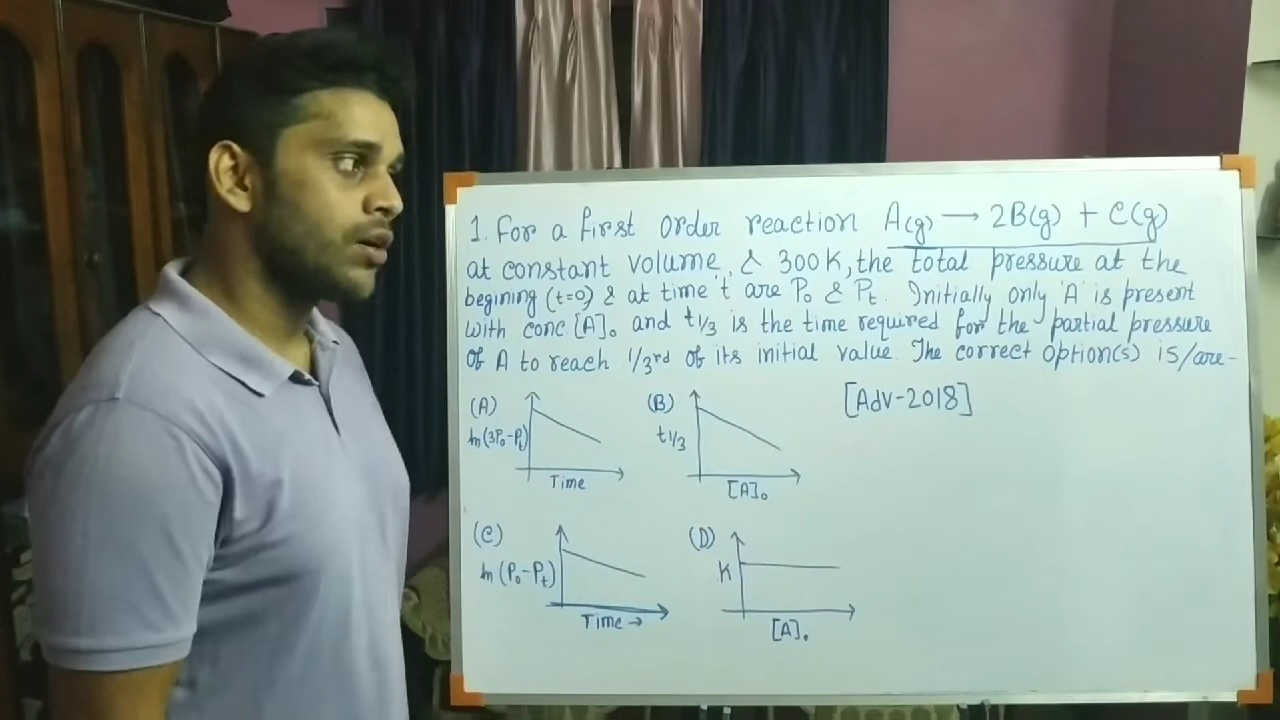 1. For a first order reaction A(g) → 2B(g) + C(g)
at constant volume, & 300K, the total pressure at the
begining (t=0) & at time 't are P₀ & Pt. Initially only 'A' is present
with conc [A]₀ and t1/3 is the time required for the partial pressure
of A to reach 1/3rd of its initial value. The correct option(s) is/are-
[Adv-2018]
(A)
ln(3P₀-Pt)
Time
(B)
t1/3
[A]₀
(C)
ln(P₀-Pt)
Time →
(D)
K
[A]₀